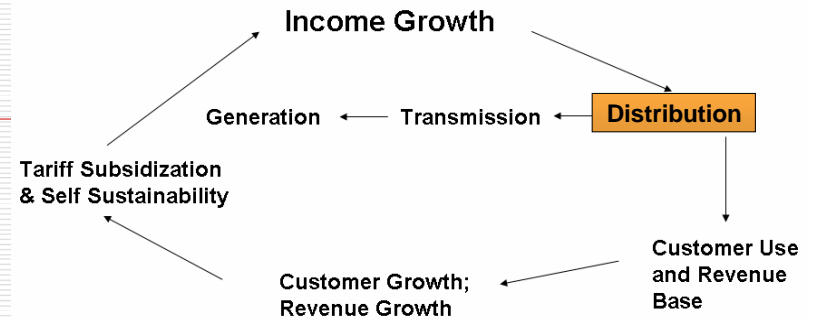 Income Growth
Generation
Transmission
Distribution
Tariff Subsidization
& Self Sustainability
Customer Use
and Revenue
Base
Customer Growth;
Revenue Growth